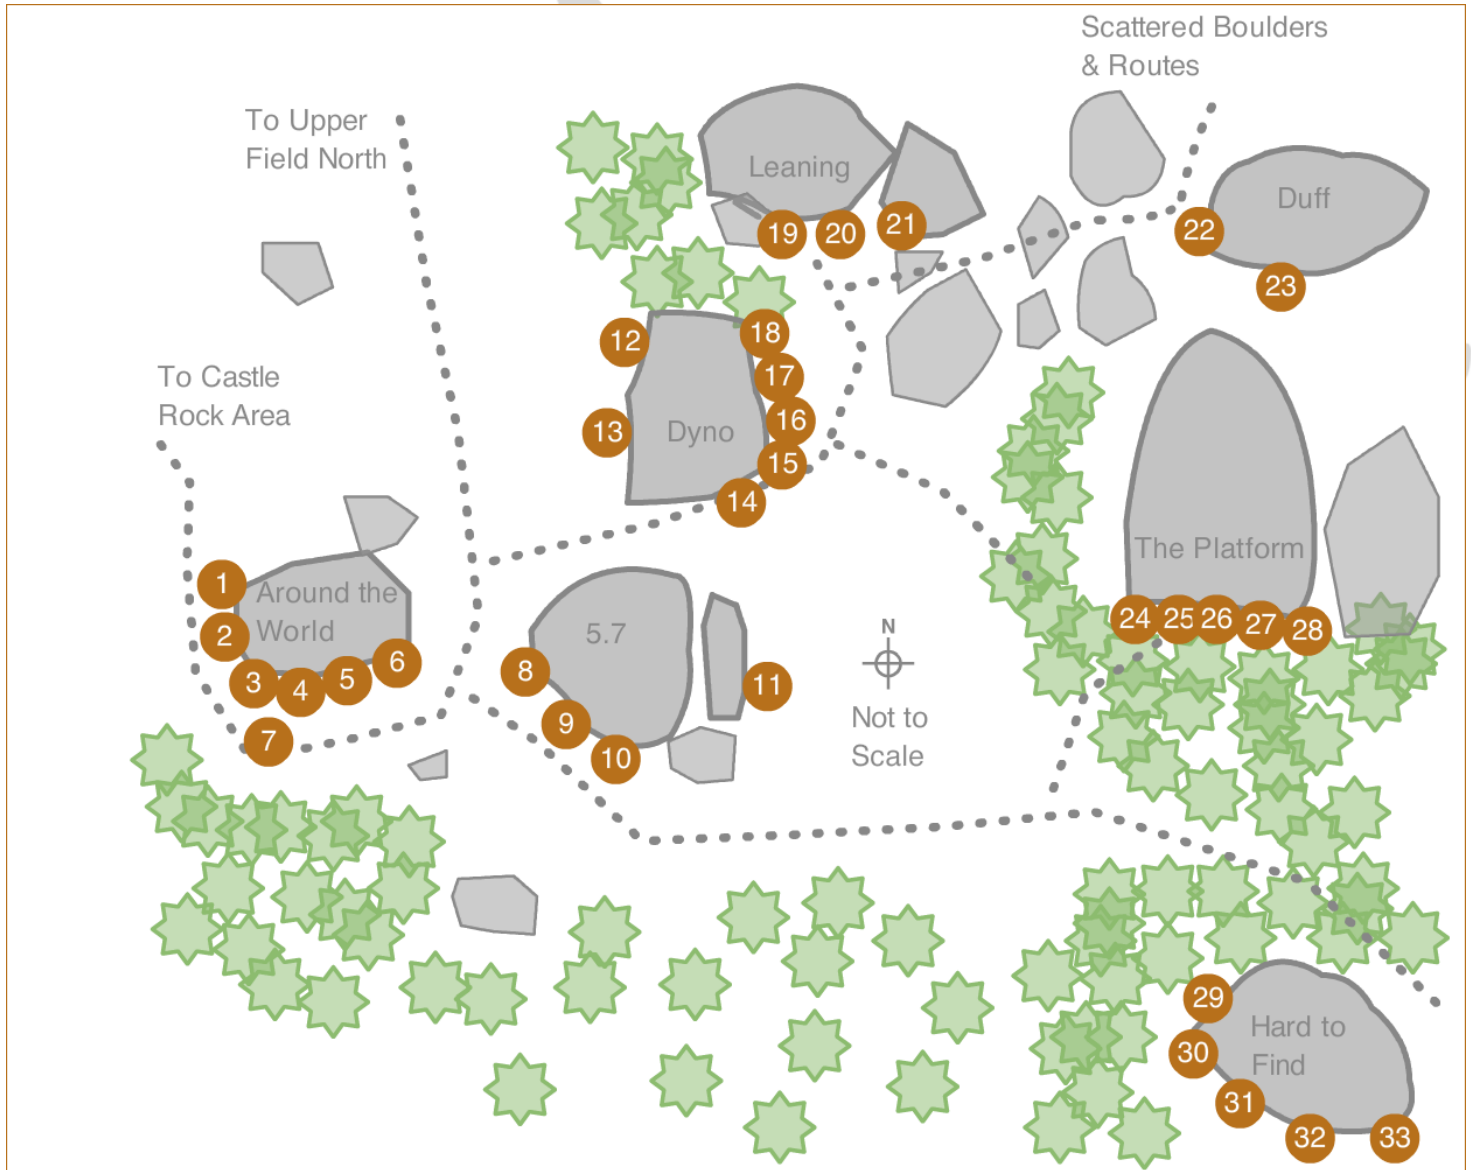 Scattered Boulders
& Routes
To Upper
Field North
Leaning
Duff
19
20
21
22
23
12
18
17
To Castle
Rock Area
13
Dyno
16
15
14
The Platform
1
Around the
World
2
3
4
5
6
7
5.7
8
9
10
11
N
Not to
Scale
24
25
26
27
28
29
Hard to
Find
30
31
32
33